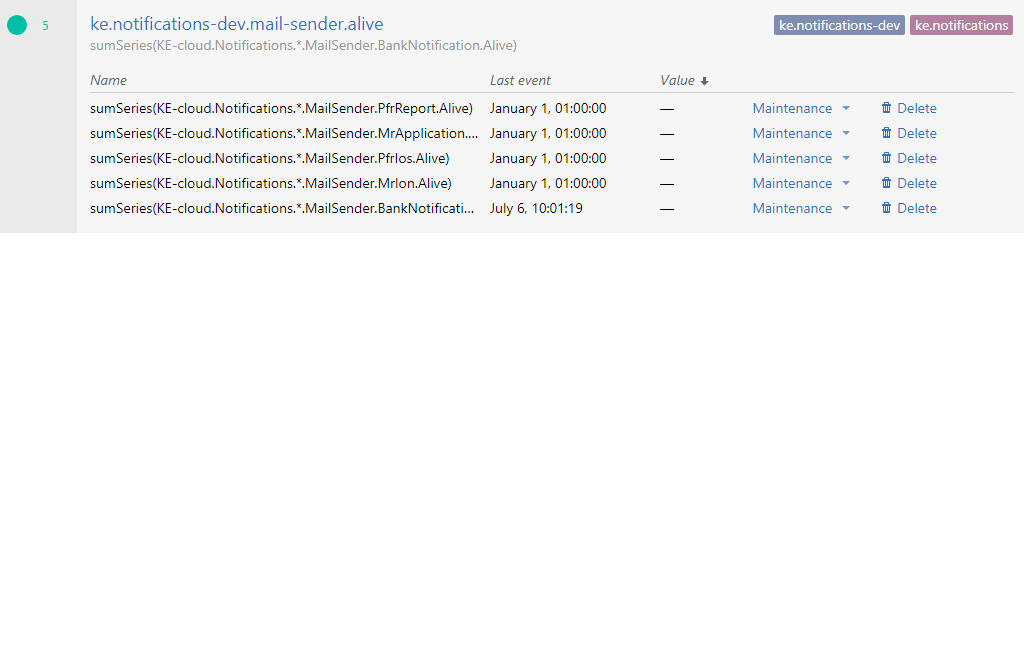 5 ke.notifications-dev.mail-sender.alive ke.notifications-dev ke.notifications
sumSeries(KE-cloud.Notifications.*.MailSender.BankNotification.Alive)
Name Last event Value
sumSeries(KE-cloud.Notifications.*.MailSender.PfrReport.Alive) January 1, 01:00:00 — Maintenance Delete
sumSeries(KE-cloud.Notifications.*.MailSender.MrApplication.... January 1, 01:00:00 — Maintenance Delete
sumSeries(KE-cloud.Notifications.*.MailSender.PfrIos.Alive) January 1, 01:00:00 — Maintenance Delete
sumSeries(KE-cloud.Notifications.*.MailSender.MrIon.Alive) January 1, 01:00:00 — Maintenance Delete
sumSeries(KE-cloud.Notifications.*.MailSender.BankNotificati... July 6, 10:01:19 — Maintenance Delete